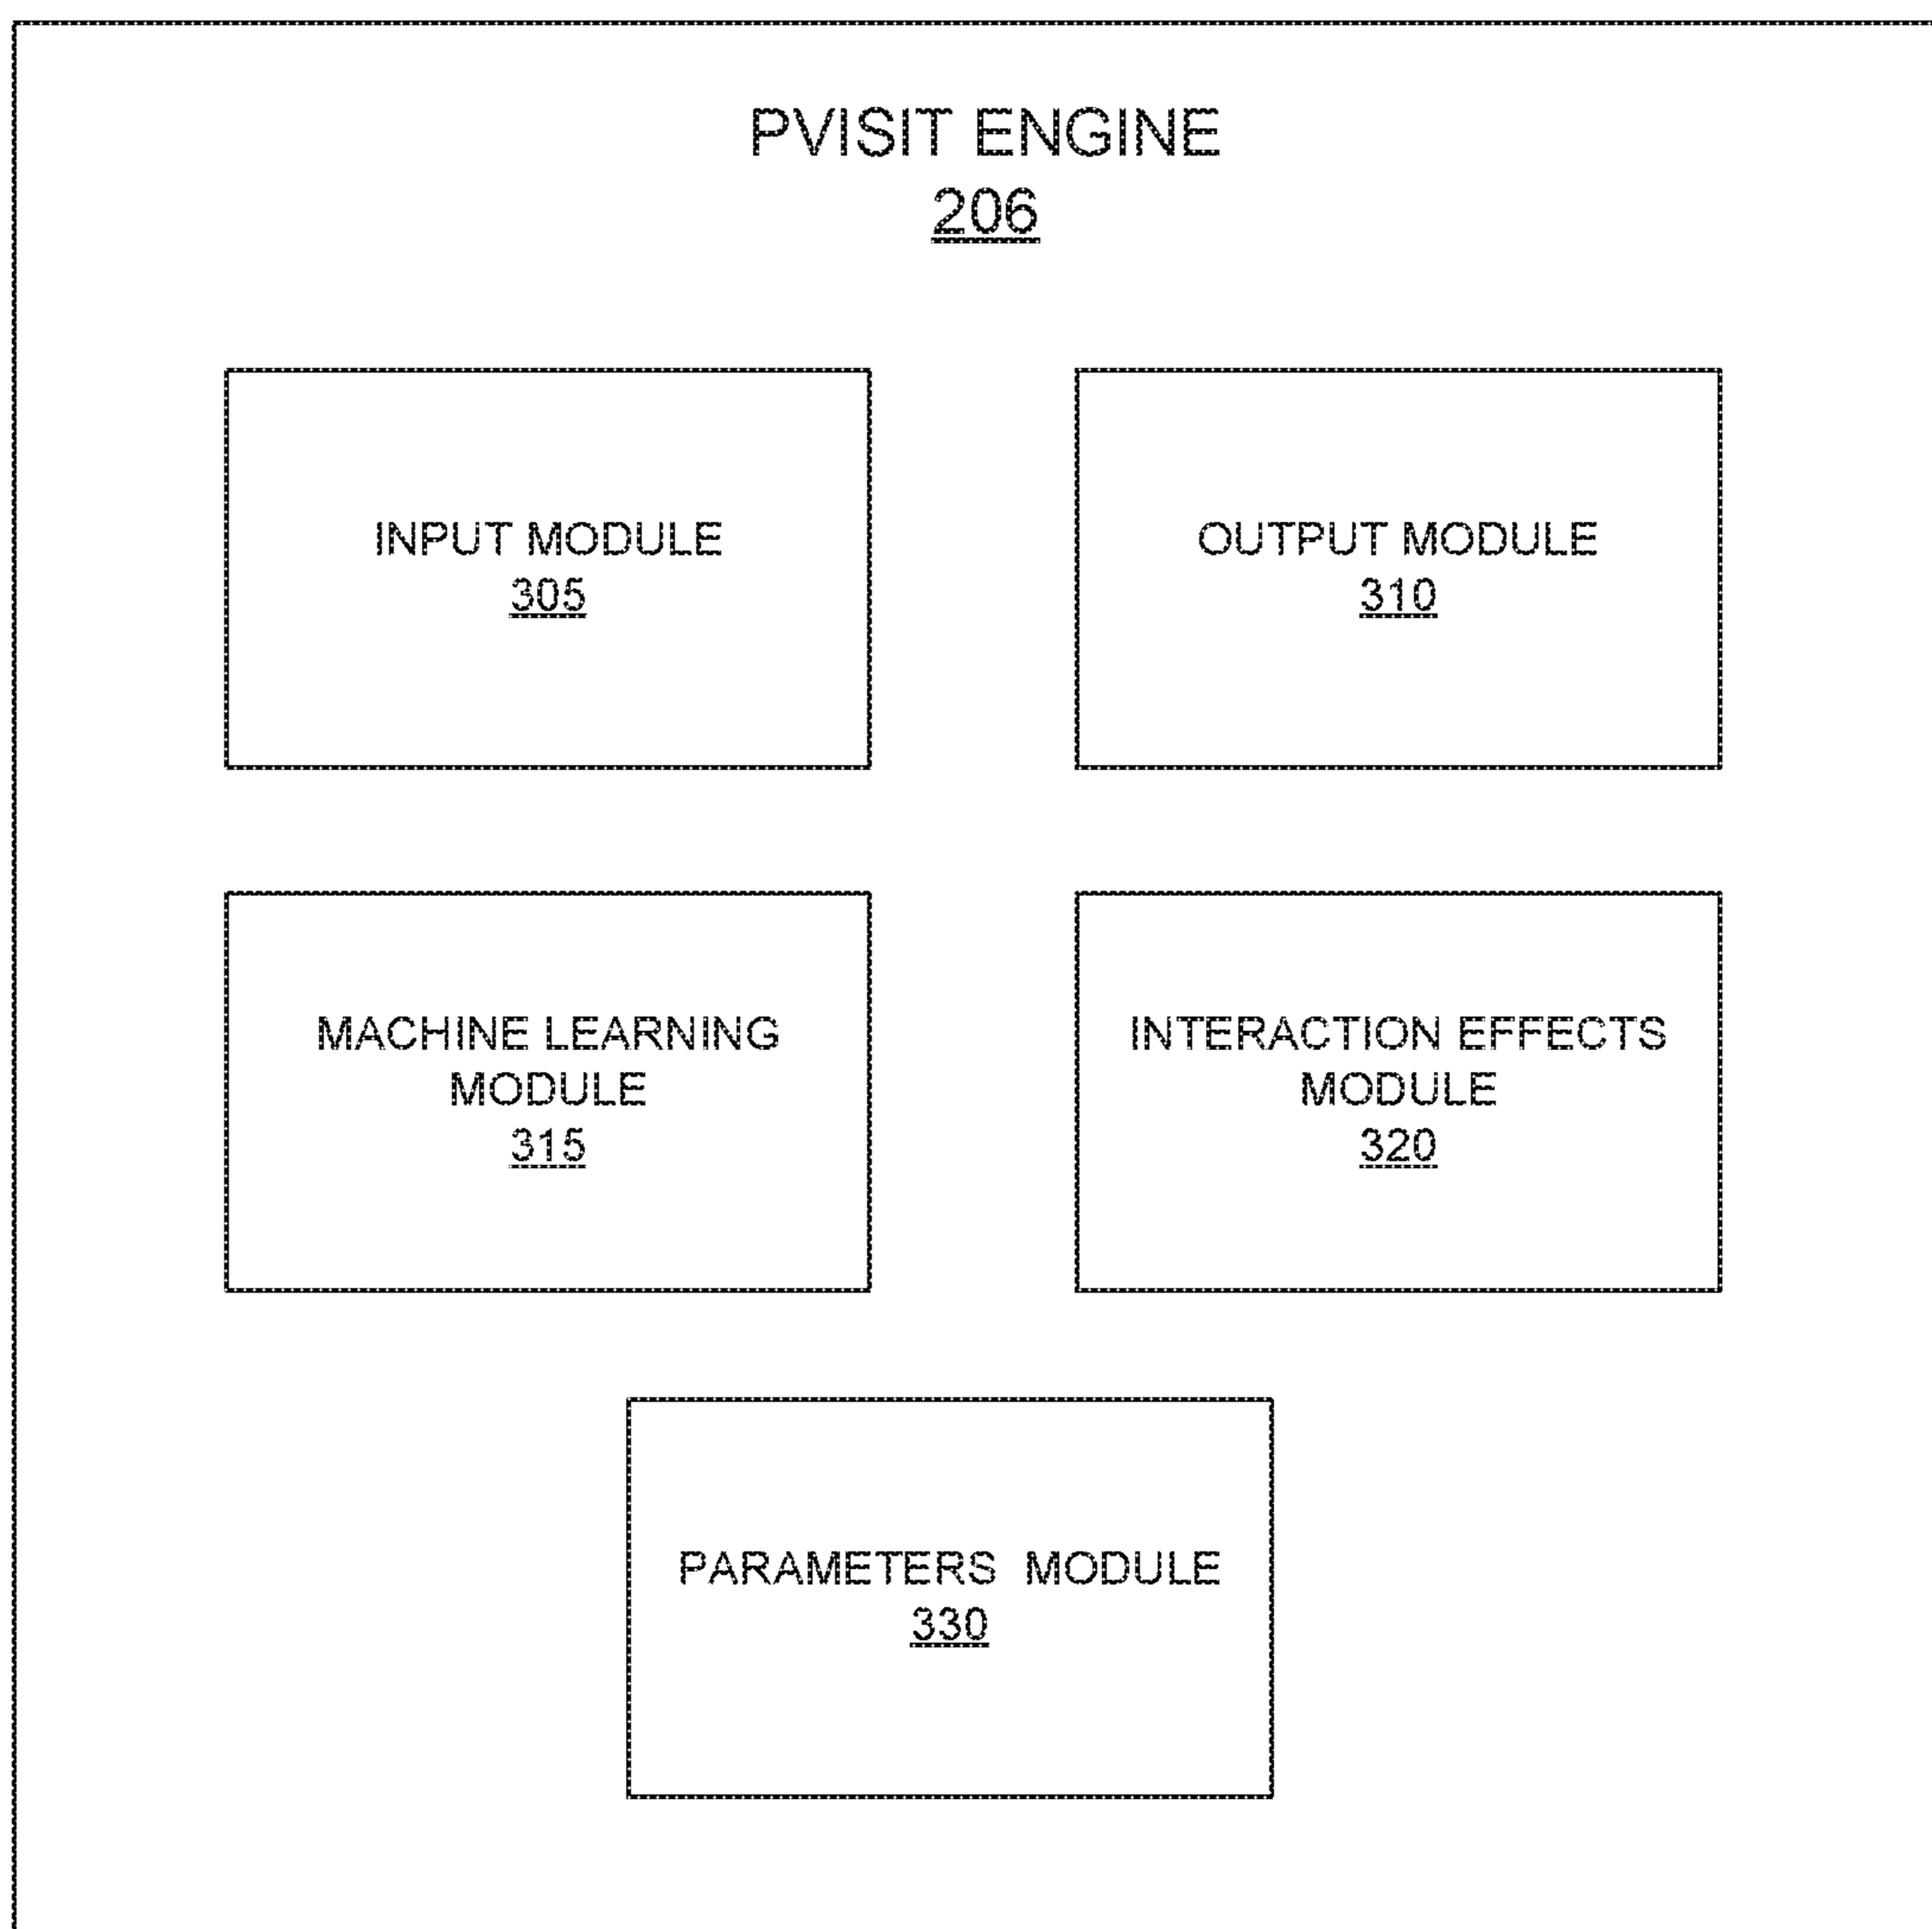 PVISIT ENGINE
206
INPUT MODULE
305
OUTPUT MODULE
310
MACHINE LEARNING
MODULE
315
INTERACTION EFFECTS
MODULE
320
PARAMETERS MODULE
330